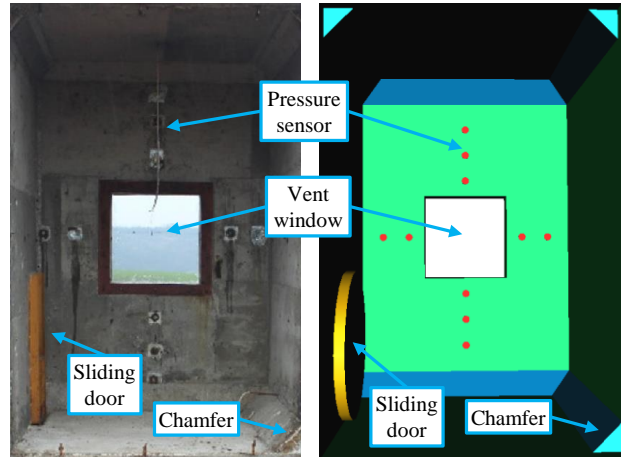 Pressure
sensor
Vent
window
Sliding
door
Chamfer
Sliding
door
Chamfer